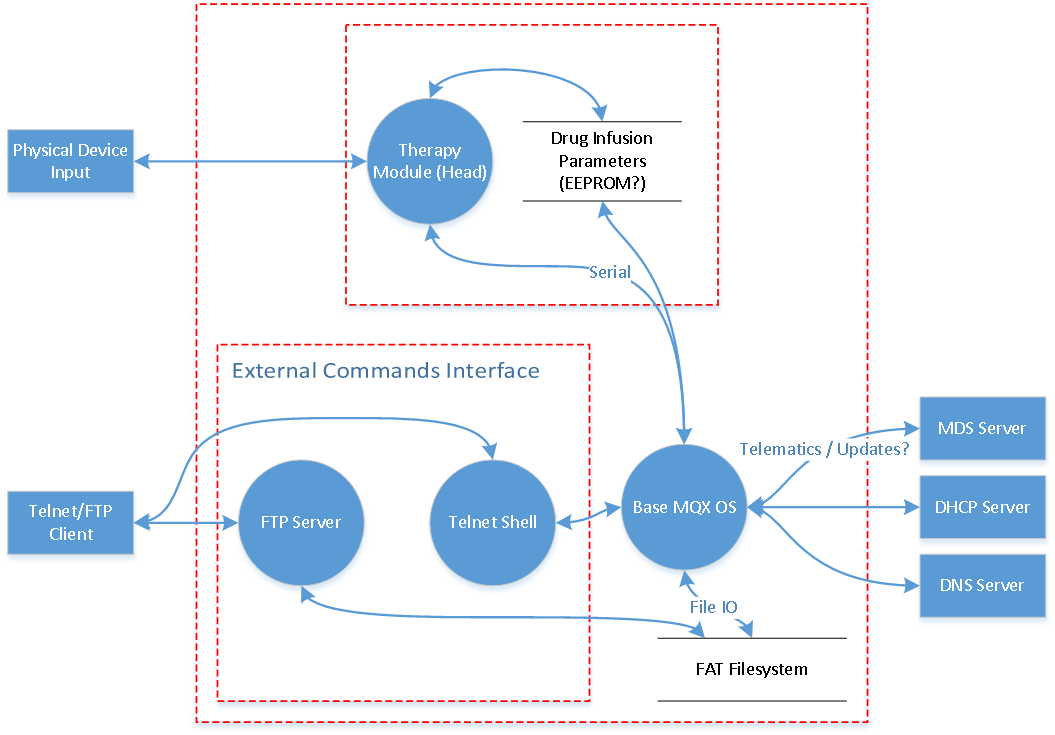 Physical Device
Input
Therapy
Module (Head)
Drug Infusion
Parameters
(EEPROM?)
Serial
External Commands Interface
Telnet/FTP
Client
FTP Server
Telnet Shell
Base MQX OS
Telematics / Updates?
MDS Server
DHCP Server
DNS Server
File IO
FAT Filesystem